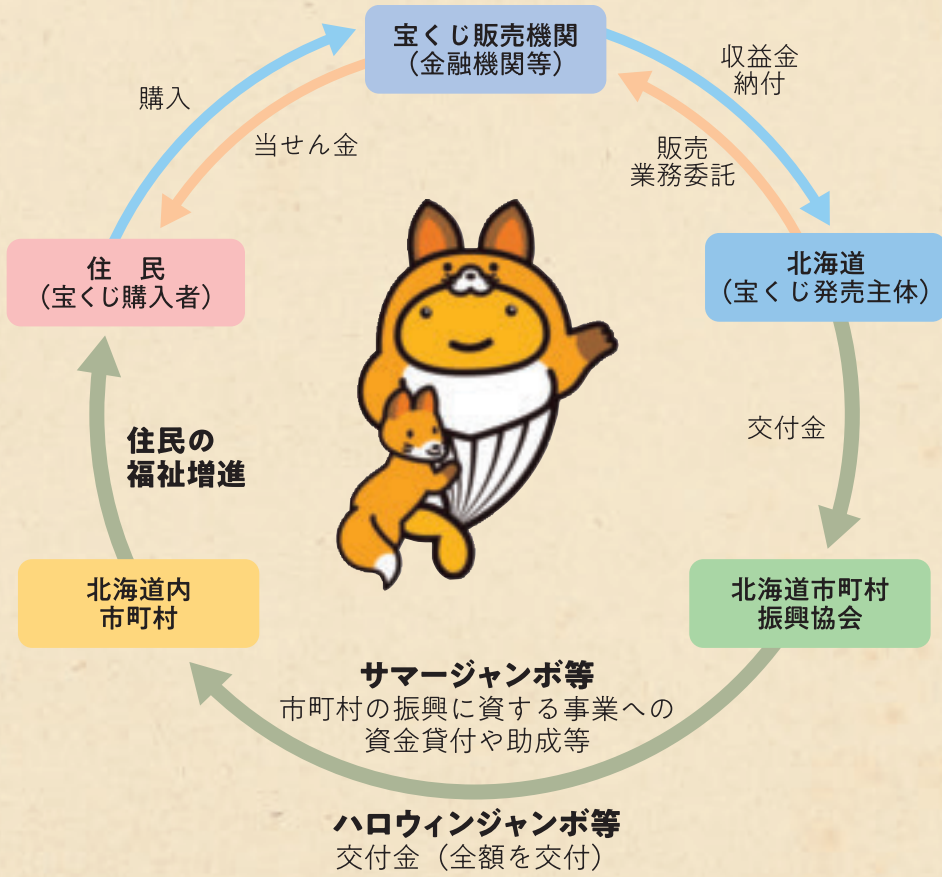 宝くじ販売機関
（金融機関等）
購入
当せん金
収益金
納付
販売
業務委託
住　民
（宝くじ購入者）
北海道
（宝くじ発売主体）
交付金
住民の
福祉増進
北海道内
市町村
北海道市町村
振興協会
サマージャンボ等
市町村の振興に資する事業への
資金貸付や助成等
ハロウィンジャンボ等
交付金（全額を交付）